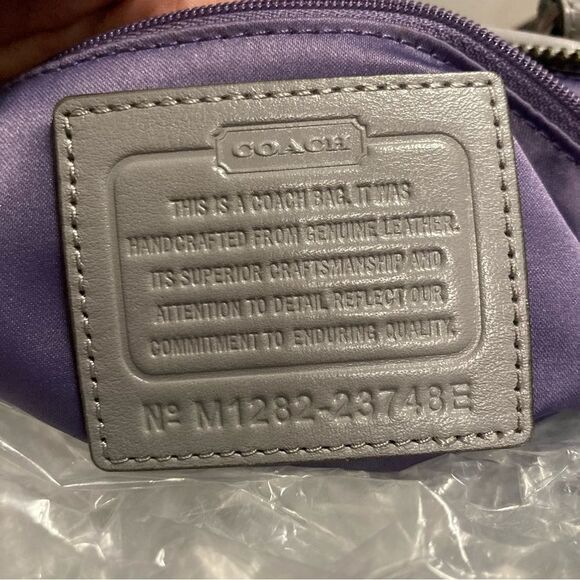 COACH
THIS IS A COACH BAG. IT WAS
HANDCRAFTED FROM GENUINE LEATHER.
ITS SUPERIOR CRAFTSMANSHIP AND
ATTENTION TO DETAIL REFLECT OUR
COMMITMENT TO ENDURING QUALITY.
Nº M1282-23748E